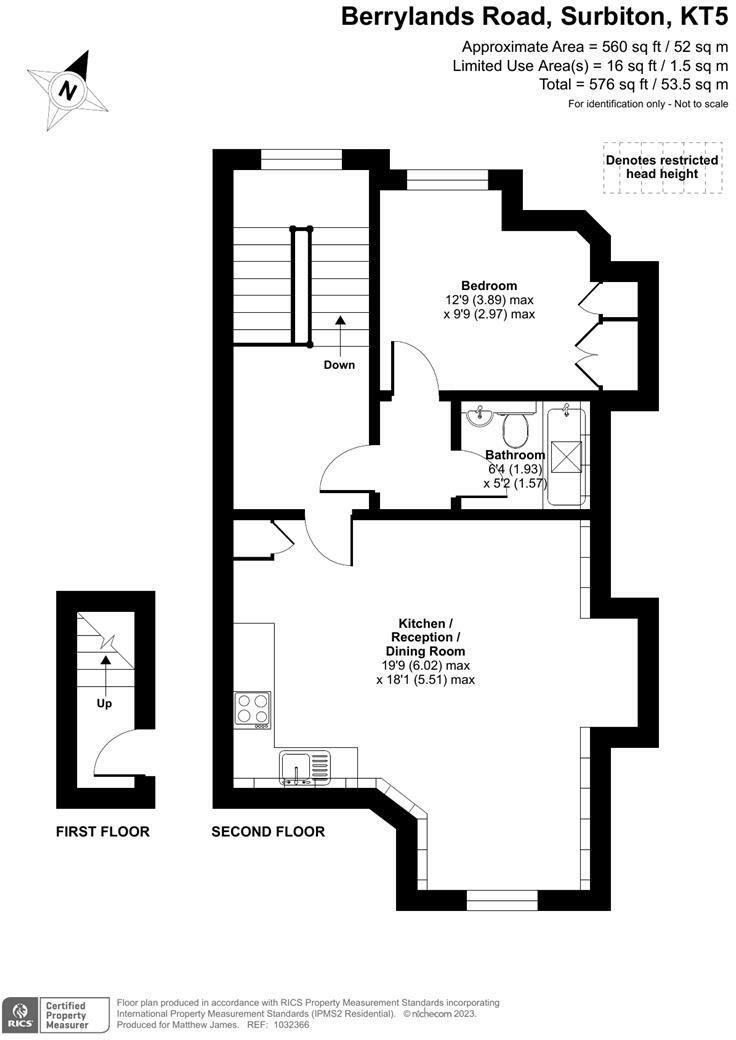 Berrylands Road, Surbiton, KT5
Approximate Area = 560 sq ft / 52 sq m
Limited Use Area(s) = 16 sq ft / 1.5 sq m
Total = 576 sq ft / 53.5 sq m
For identification only - Not to scale
N
Denotes restricted
head height
Bedroom
12'9 (3.89) max
x 9'9 (2.97) max
Down
Bathroom
6'4 (1.93)
x 5'2 (1.57)
Kitchen /
Reception /
Dining Room
19'9 (6.02) max
x 18'1 (5.51) max
Up
FIRST FLOOR
SECOND FLOOR
RICS
Certified
Property
Measurer
Floor plan produced in accordance with RICS Property Measurement Standards incorporating
International Property Measurement Standards (IPMS2 Residential). © nichecom 2023.
Produced for Matthew James. REF: 1032366